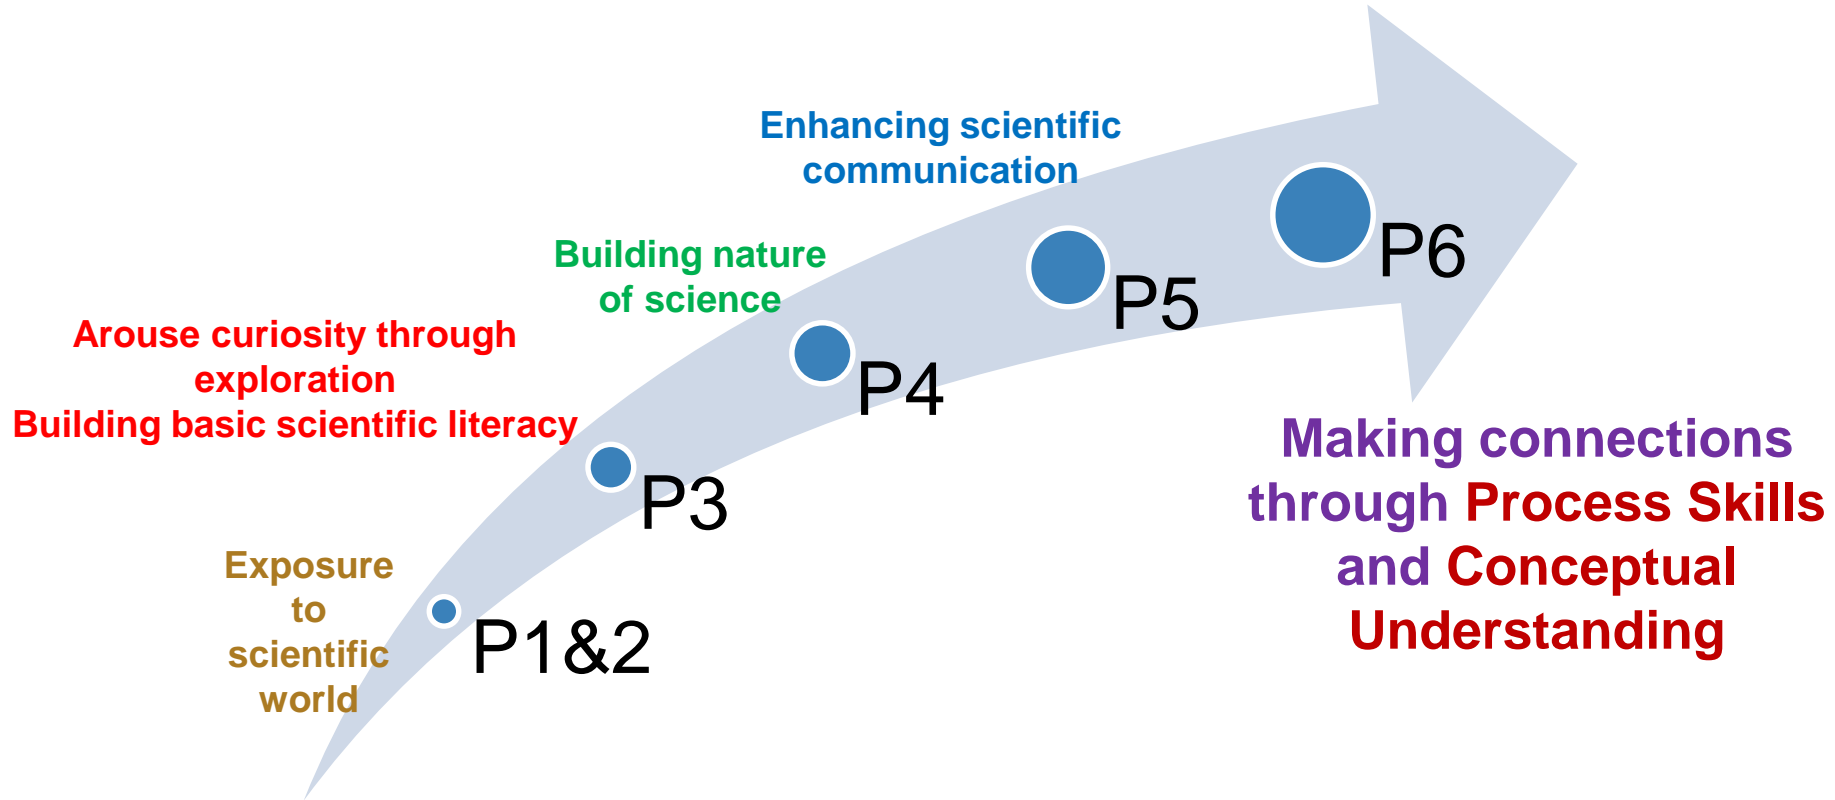 Enhancing scientific
communication
Building nature
of science
Arouse curiosity through
exploration
Building basic scientific literacy
Exposure
to
scientific
world
P1&2
P3
P4
P5
P6
Making connections
through Process Skills
and Conceptual
Understanding